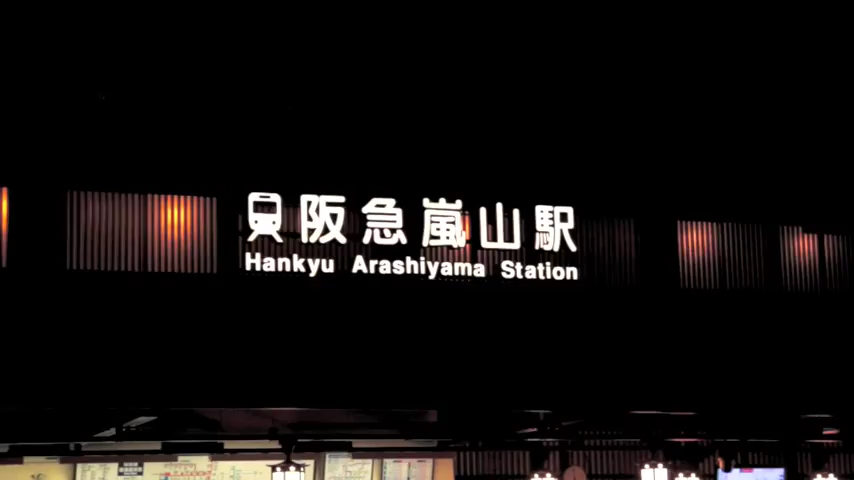 阪急嵐山駅
Hankyu Arashiyama Station